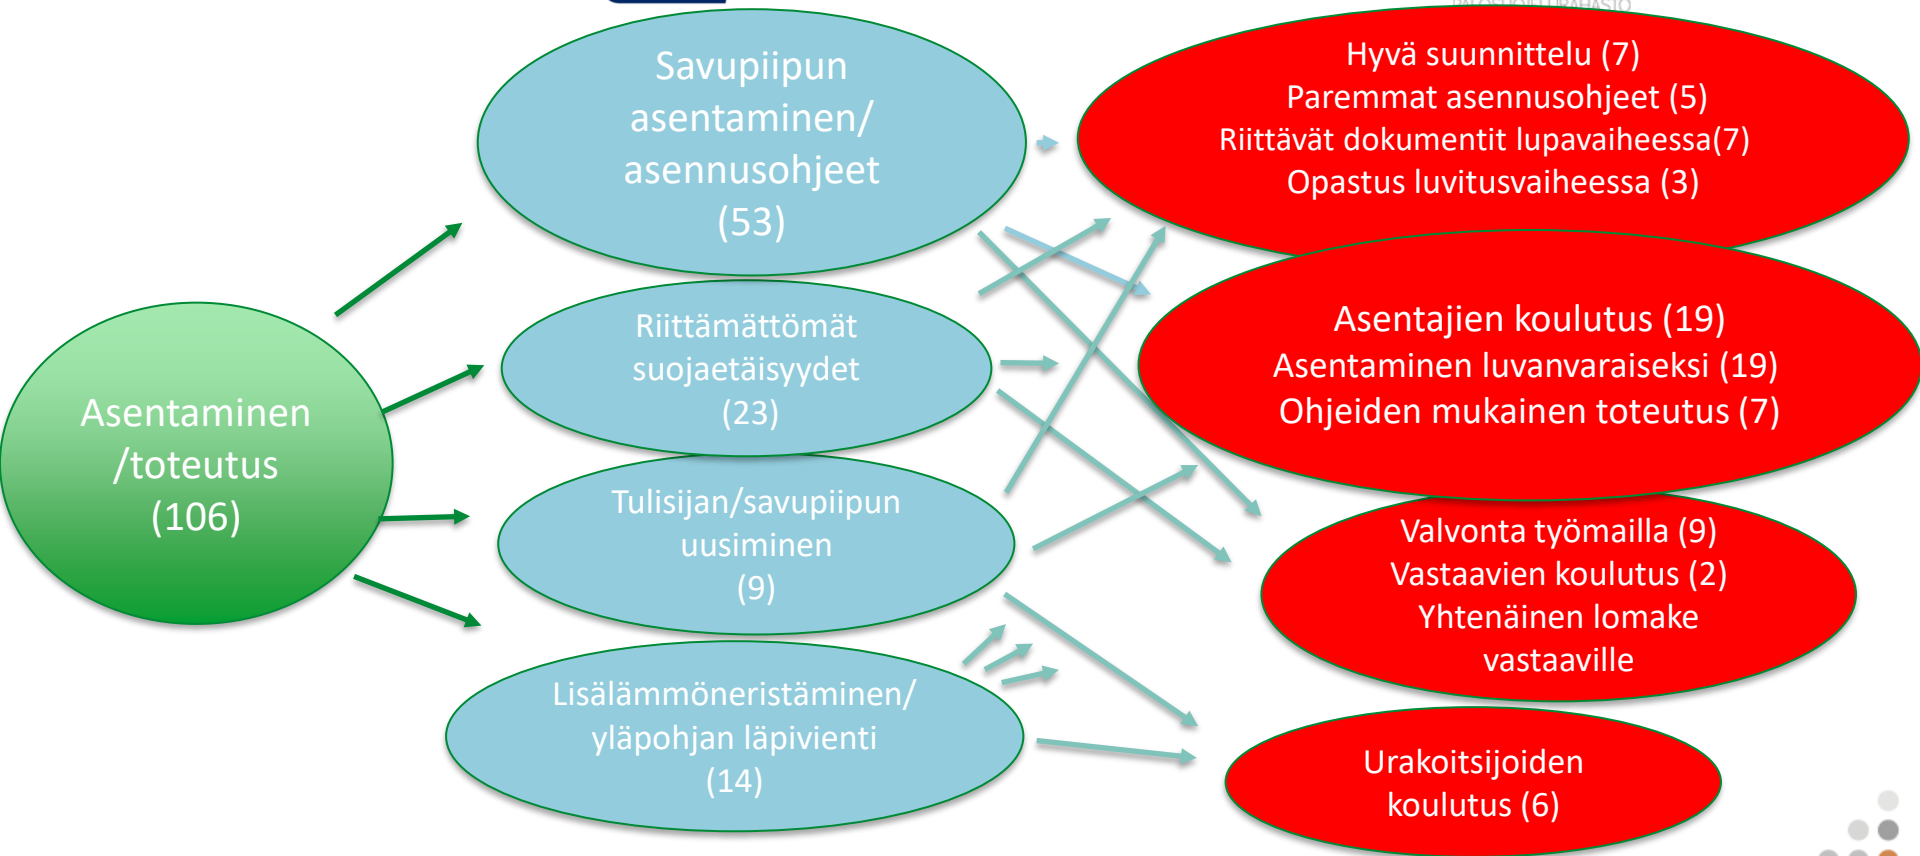 PALOSUOJELURAHASTO
Savupiipun
asentaminen/
asennusohjeet
(53)
Hyvä suunnittelu (7)
Paremmat asennusohjeet (5)
Riittävät dokumentit lupavaiheessa(7)
Opastus luvitusvaiheessa (3)
Riittämättömät
suojaetäisyydet
(23)
Asentajien koulutus (19)
Asentaminen luvanvaraiseksi (19)
Ohjeiden mukainen toteutus (7)
Asentaminen
/toteutus
(106)
Tulisijan/savupiipun
uusiminen
(9)
Valvonta työmailla (9)
Vastaavien koulutus (2)
Yhtenäinen lomake
vastaaville
Lisälämmöneristäminen/
yläpohjan läpivienti
(14)
Urakoitsijoiden
koulutus (6)